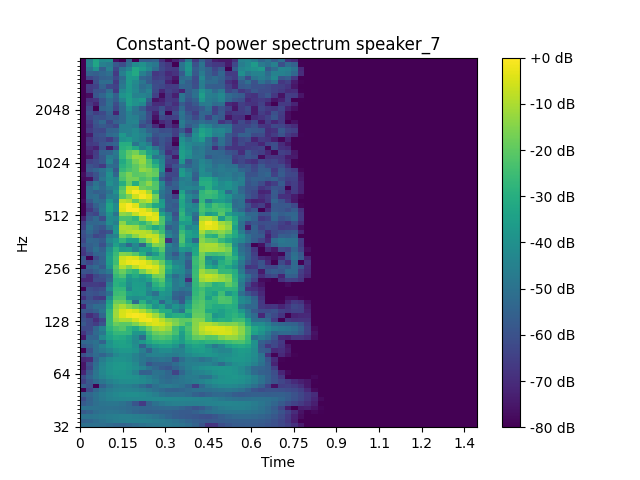 Constant-Q power spectrum speaker_7
Hz
2048
1024
512
256
128
64
32
0 0.15 0.3 0.45 0.6 0.75 0.9 1.1 1.2 1.4
Time
+0 dB
-10 dB
-20 dB
-30 dB
-40 dB
-50 dB
-60 dB
-70 dB
-80 dB